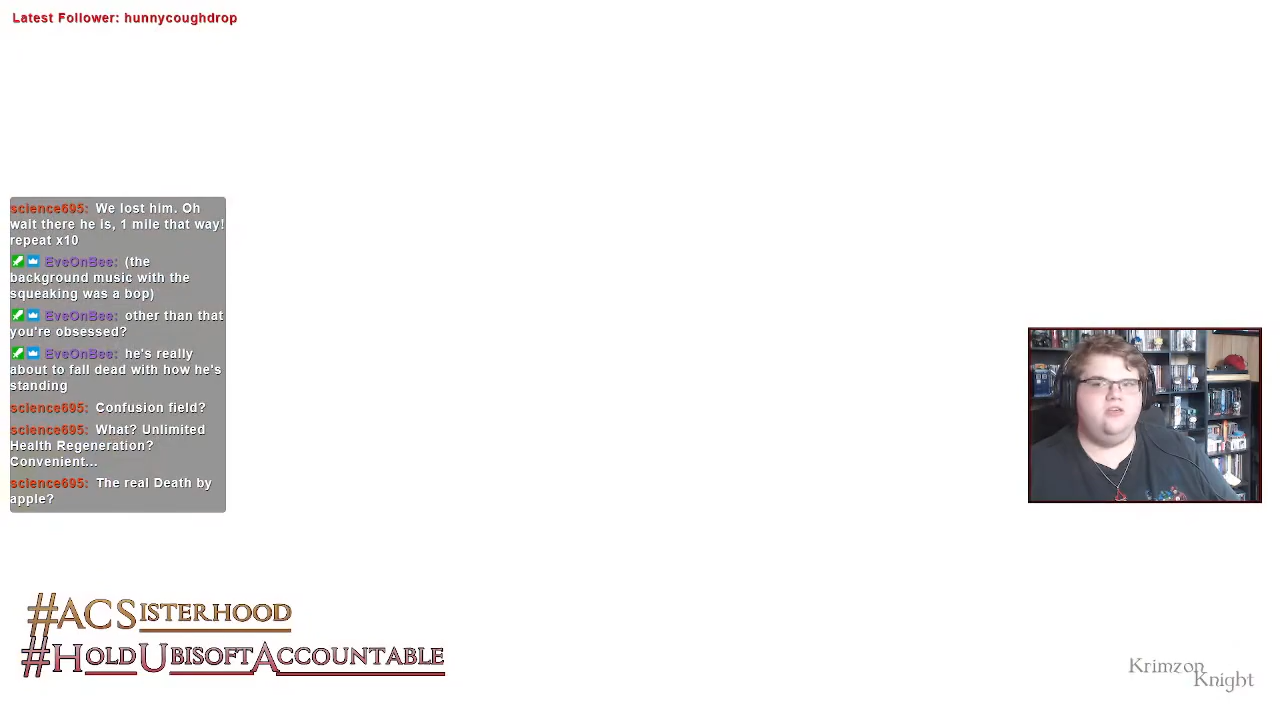 Latest Follower: hunnycoughdrop
science695: We lost him. Oh
wait there he is, 1 mile that way!
repeat x10
EveOnBee: (the
background music with the
squeaking was a bop)
EveOnBee: other than that
you're obsessed?
EveOnBee: he's really
about to fall dead with how he's
standing
science695: Confusion field?
science695: What? Unlimited
Health Regeneration?
Convenient...
science695: The real Death by
apple?
#ACSisterhood
#HoldUbisoftAccountable
Krimzon
Knight